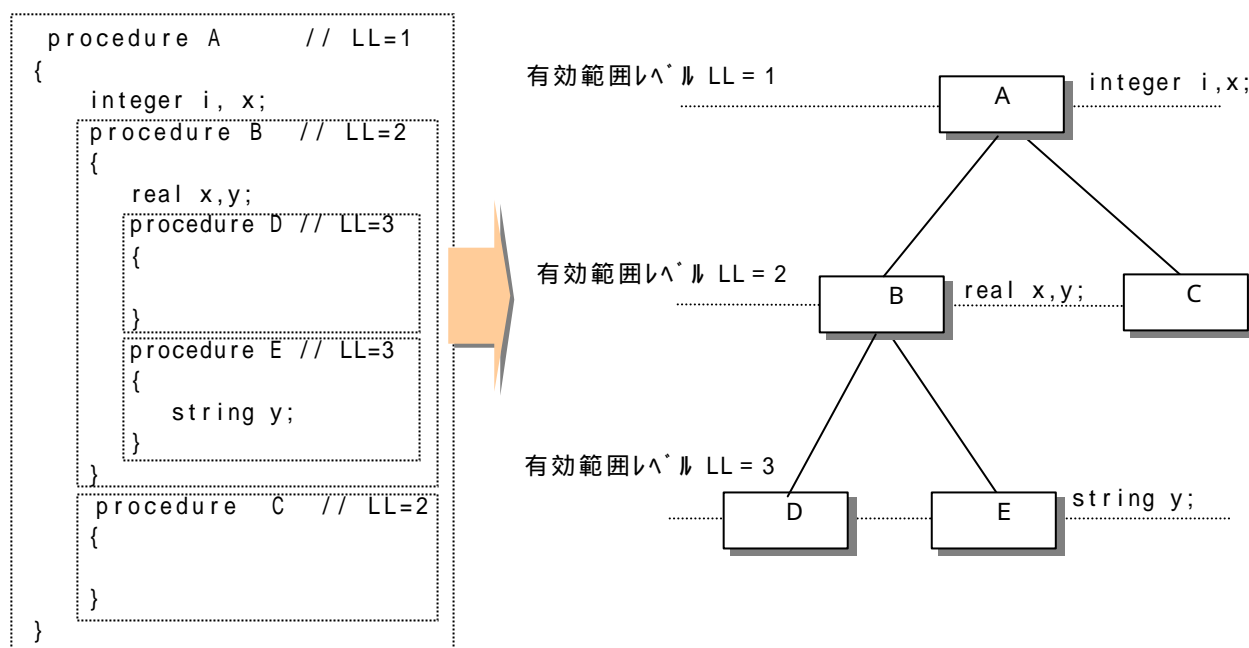 procedure A // LL=1
{
integer i, x;
procedure B // LL=2
{
real x,y;
procedure D // LL=3
{
}
procedure E // LL=3
{
string y;
}
}
procedure C // LL=2
{
}
}
有効範囲ﾚﾍﾞﾙ LL = 1
A
integer i,x;
有効範囲ﾚﾍﾞﾙ LL = 2
B
real x,y;
C
有効範囲ﾚﾍﾞﾙ LL = 3
D
E
string y;